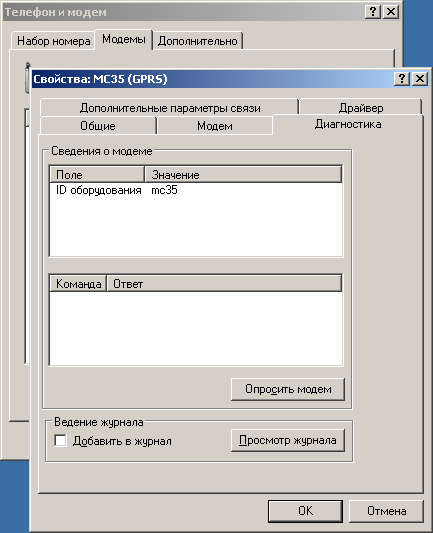 Телефон и модем
Набор номера Модемы Дополнительно
Свойства: MC35 (GPRS)
Дополнительные параметры связи Драйвер
Общие Модем Диагностика
Сведения о модеме
Поле Значение
ID оборудования mc35
Команда Ответ
Опросить модем
Ведение журнала
Добавить в журнал Просмотр журнала
OK Отмена